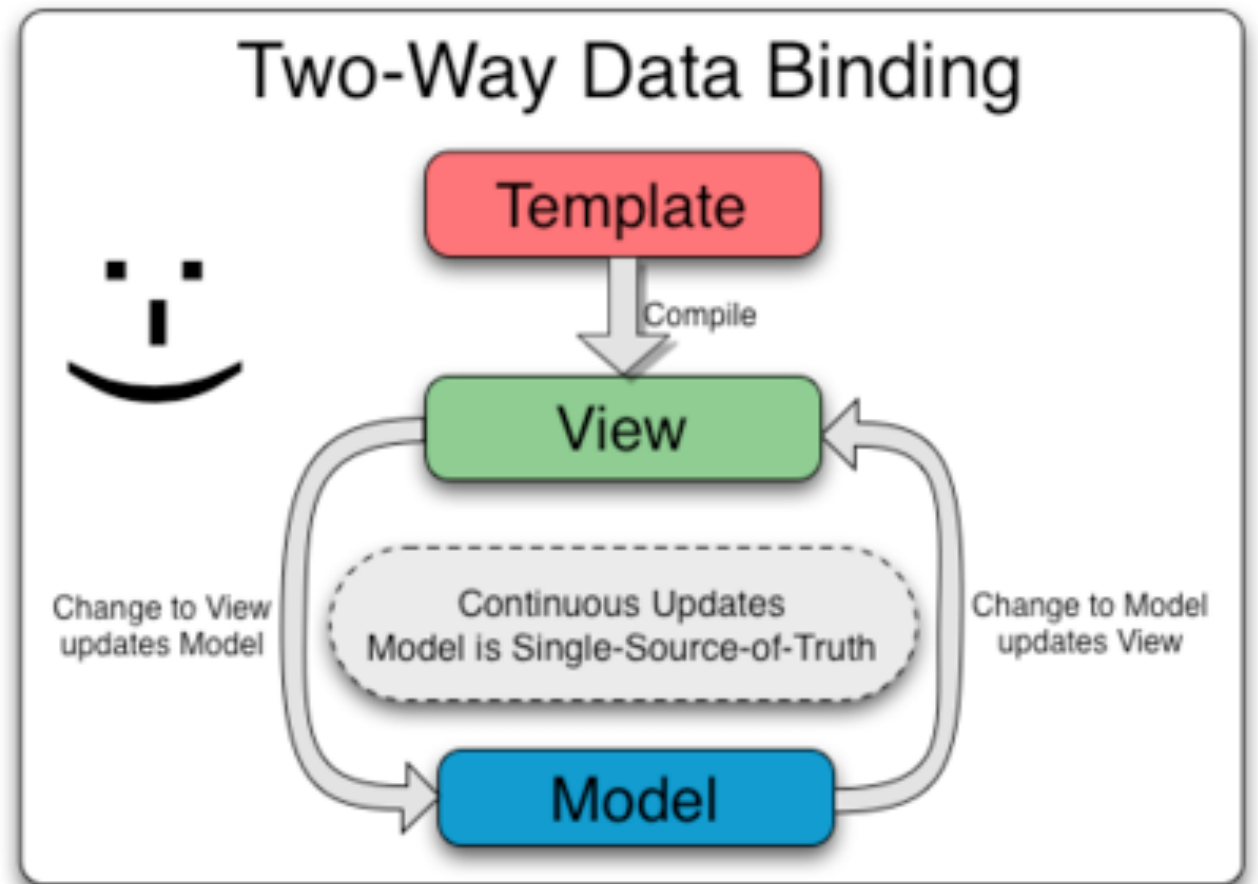 Two-Way Data Binding
Template
Compile
View
Change to View
updates Model
Continuous Updates
Model is Single-Source-of-Truth
Change to Model
updates View
Model